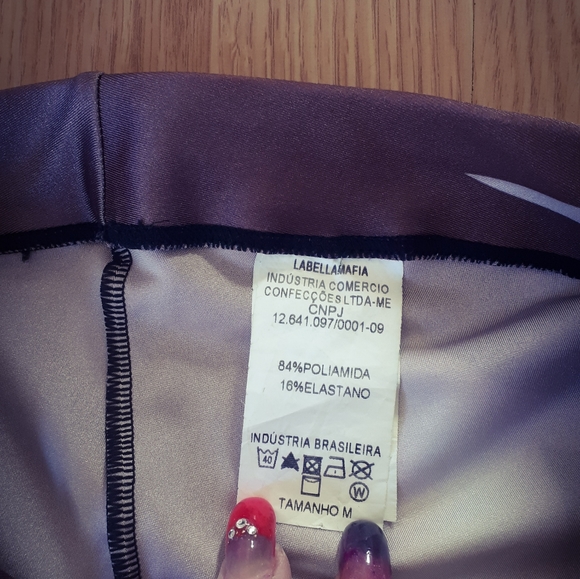 LABELLAMAFIA
INDÚSTRIA COMERCIO
CONFECÇÕES LTDA-ME
CNPJ
12.641.097/0001-09
84%POLIAMIDA
16%ELASTANO
INDÚSTRIA BRASILEIRA
40
W
TAMANHO M